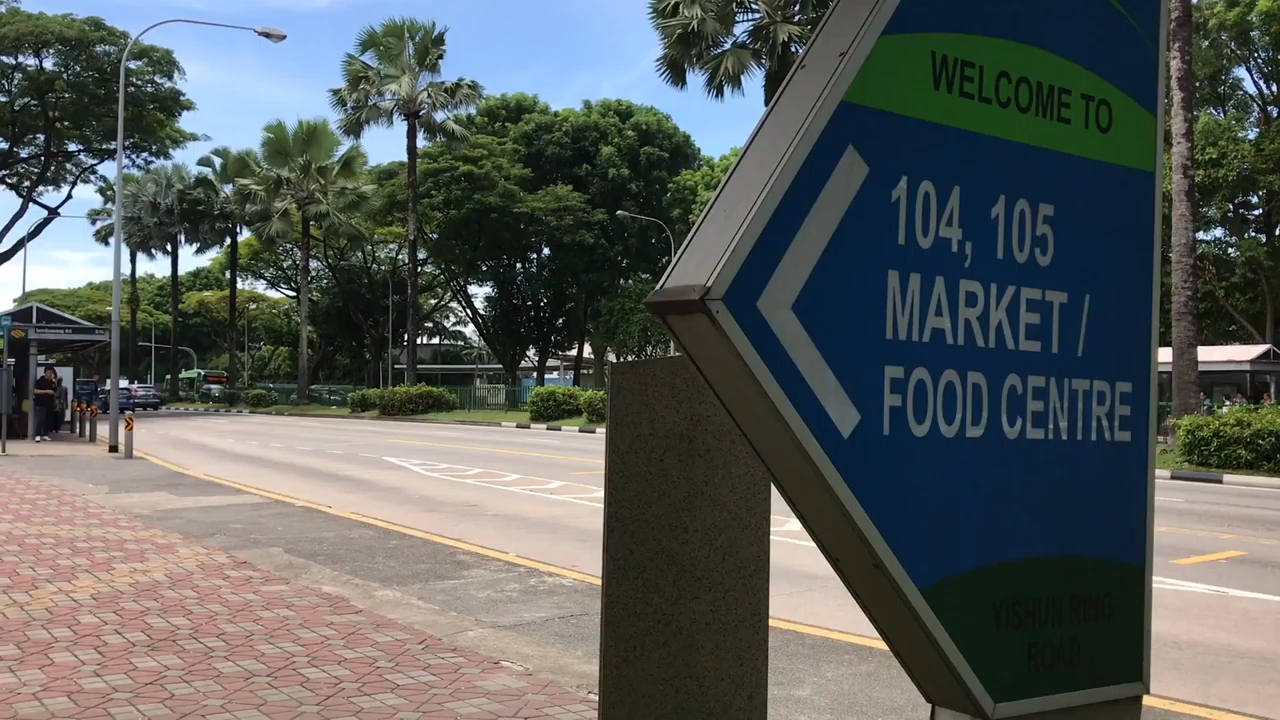 WELCOME TO
104, 105
MARKET /
FOOD CENTRE
YISHUN RING
ROAD